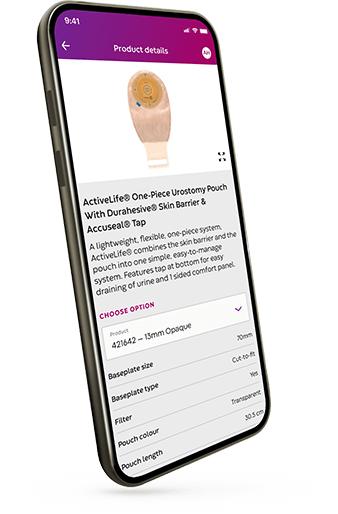 9:41
Product details
AH
ActiveLife® One-Piece Urostomy Pouch
With Durahesive® Skin Barrier &
Accuseal® Tap
A lightweight, flexible, one-piece system,
ActiveLife® combines the skin barrier and the
pouch into one simple, easy-to-manage
system. Features tap at bottom for easy
draining of urine and 1 sided comfort panel.
CHOOSE OPTION
Product
421642 – 13mm Opaque
Baseplate size 70mm
Baseplate type Cut-to-fit
Filter Yes
Pouch colour Transparent
Pouch length 30.5 cm